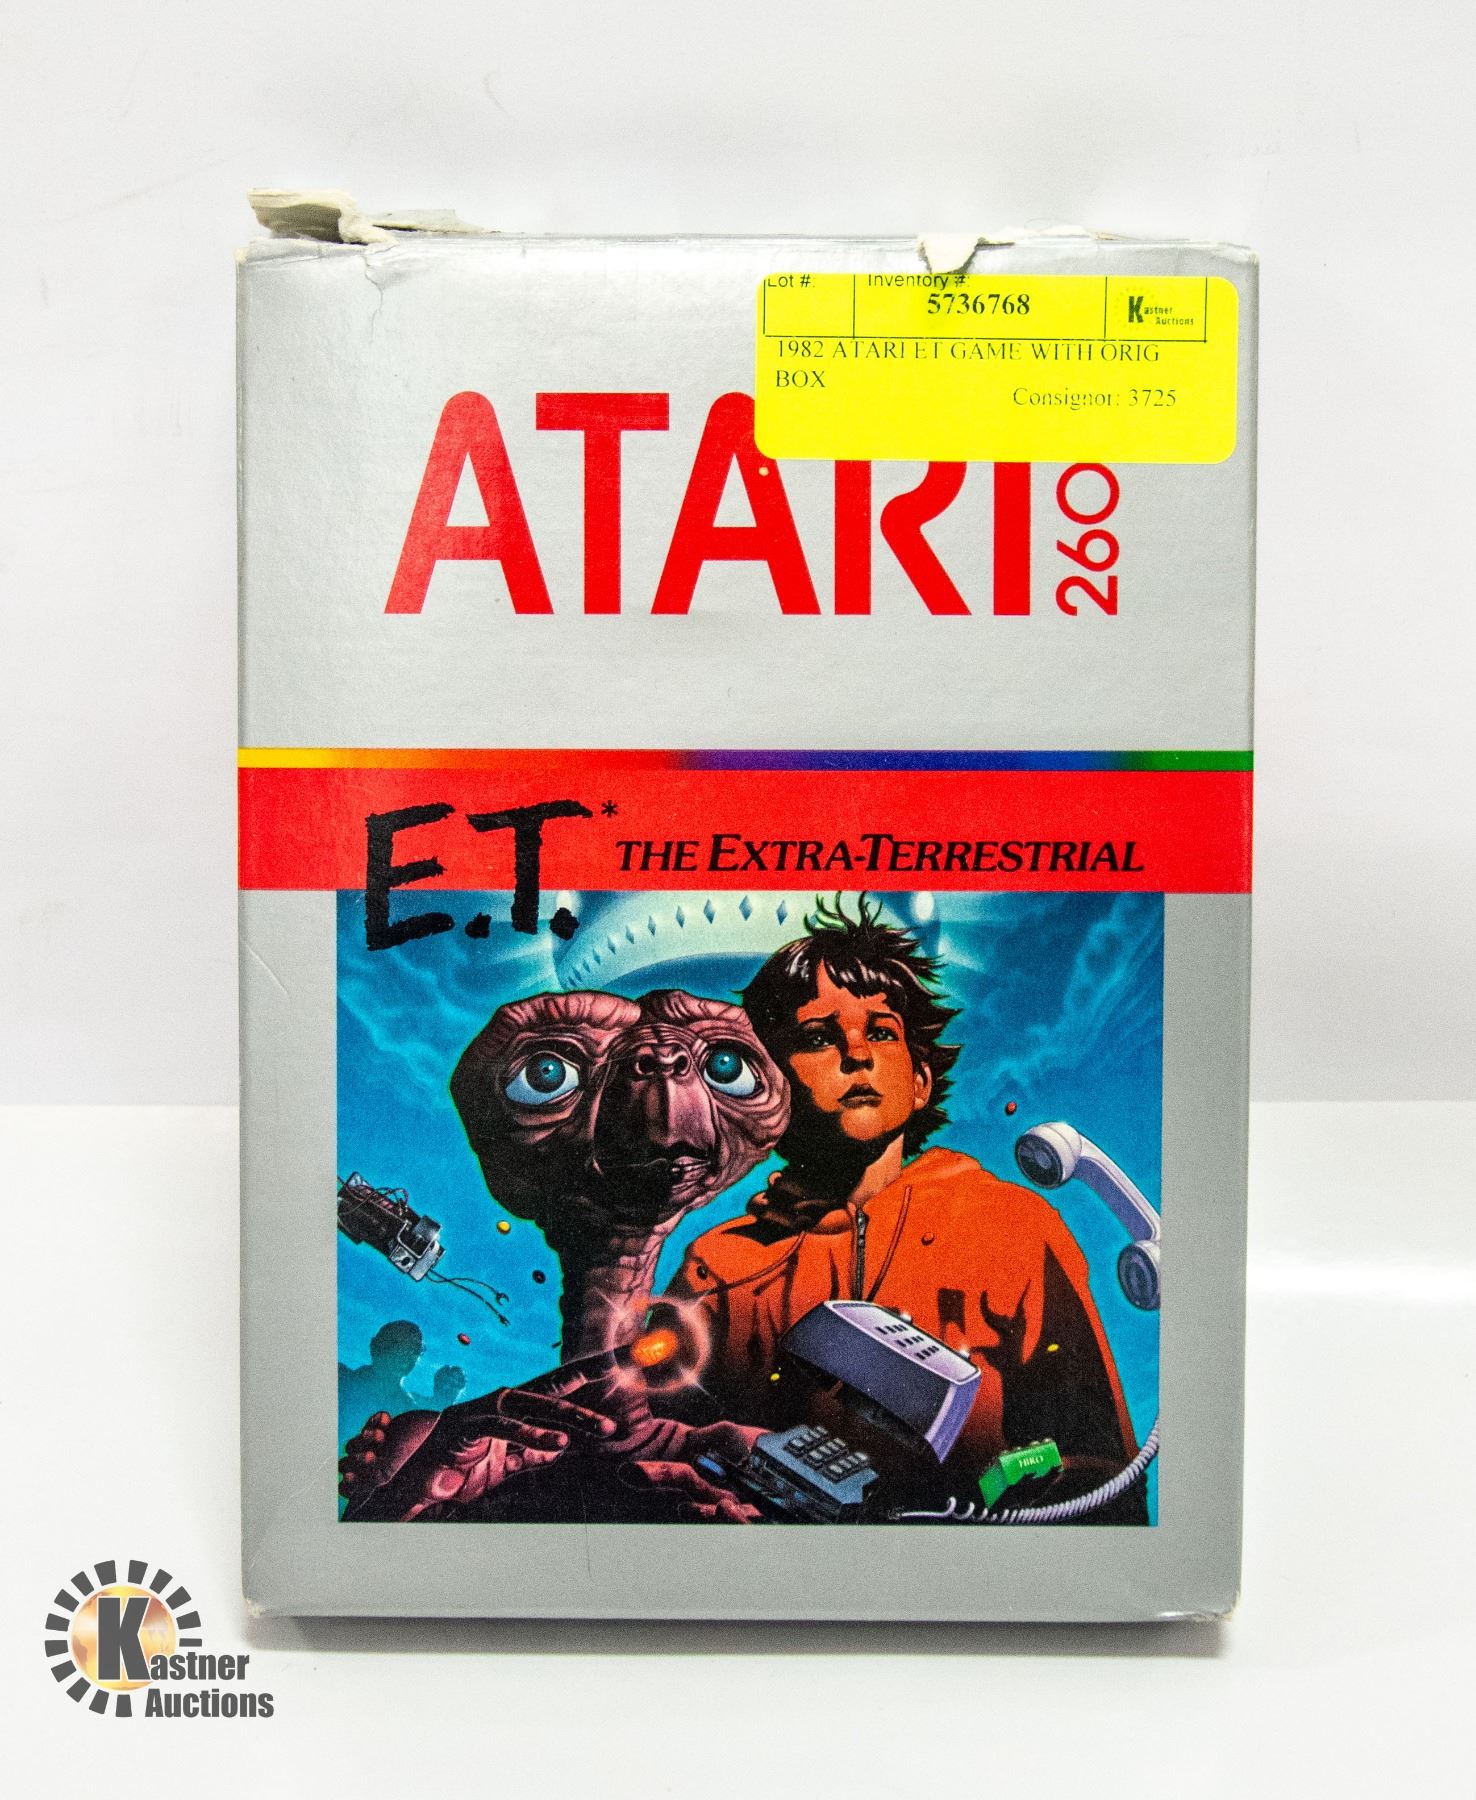 Lot #:
Inventory #:
5736768
Kastner
Auctions
1982 ATARI ET GAME WITH ORIG
BOX
Consignor: 3725
ATARI
2600
E.T.*
THE EXTRA-TERRESTRIAL
Kastner
Auctions